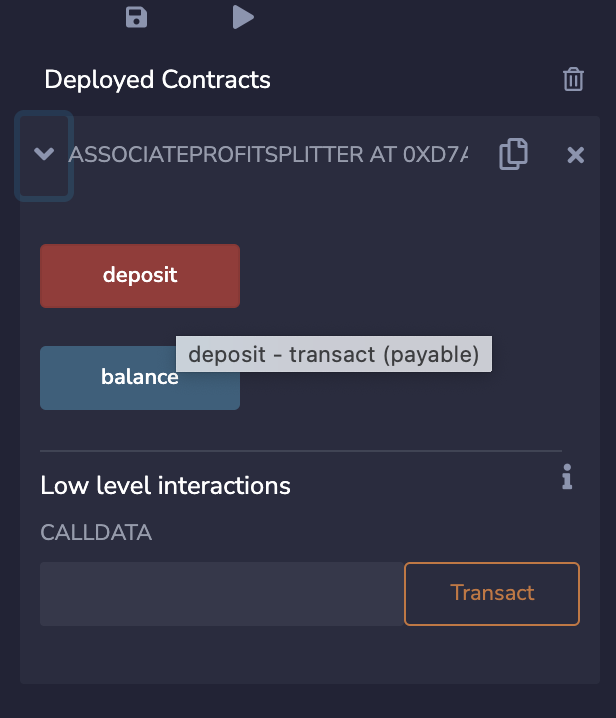 Deployed Contracts
ASSOCIATEPROFITSPLITTER AT 0XD7A
deposit
deposit - transact (payable)
balance
Low level interactions
CALLDATA
Transact